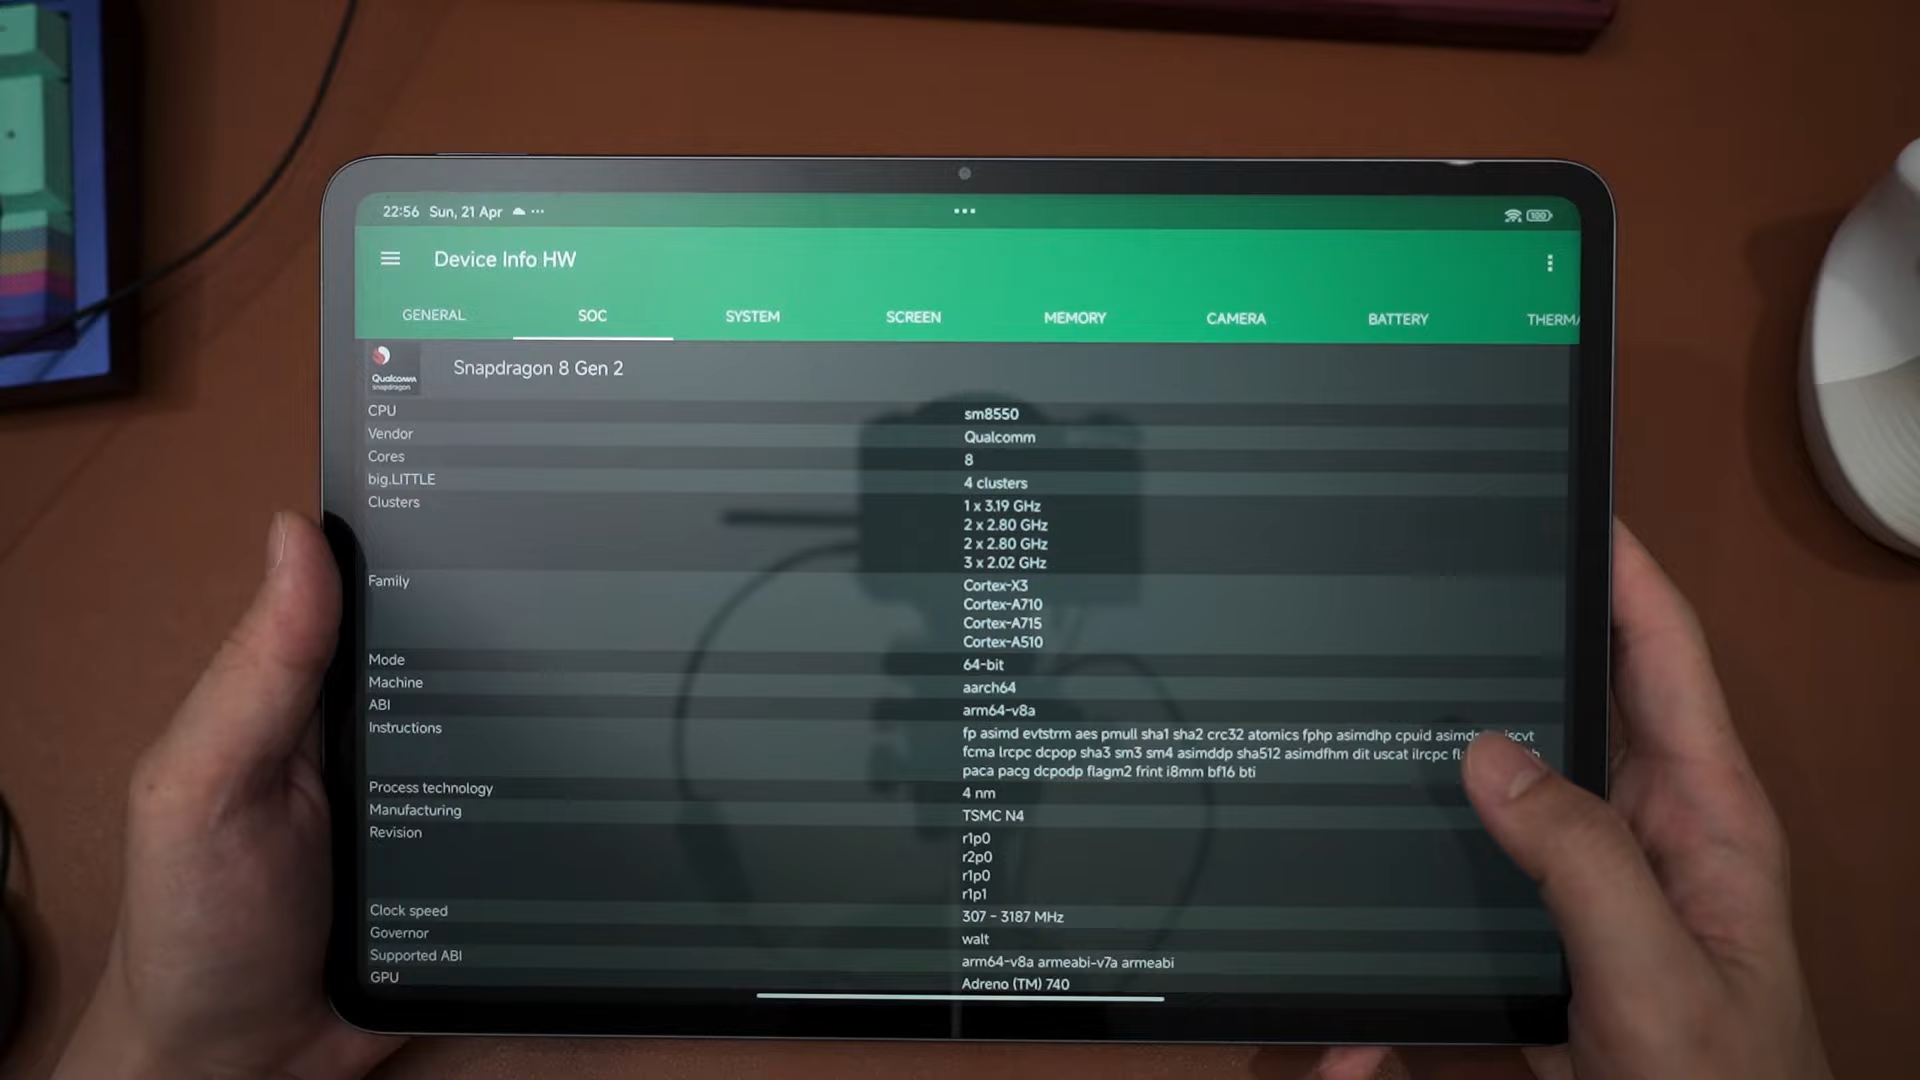 22:56 Sun, 21 Apr
100
Device Info HW
GENERAL SOC SYSTEM SCREEN MEMORY CAMERA BATTERY THERMA
Qualcomm
snapdragon
Snapdragon 8 Gen 2
CPU sm8550
Vendor Qualcomm
Cores 8
big.LITTLE 4 clusters
Clusters 1 x 3.19 GHz
2 x 2.80 GHz
2 x 2.80 GHz
3 x 2.02 GHz
Family Cortex-X3
Cortex-A710
Cortex-A715
Cortex-A510
Mode 64-bit
Machine aarch64
ABI arm64-v8a
Instructions fp asimd evtstrm aes pmull sha1 sha2 crc32 atomics fphp asimdhp cpuid
fcma lrcpc dcpop sha3 sm3 sm4 asimddp sha512 asimdfhm dit uscat ilrcpc
paca pacg dcpodp flagm2 frint i8mm bf16 bti
Process technology 4 nm
Manufacturing TSMC N4
Revision r1p0
r2p0
r1p0
r1p1
Clock speed 307 - 3187 MHz
Governor walt
Supported ABI arm64-v8a armeabi-v7a armeabi
GPU Adreno (TM) 740